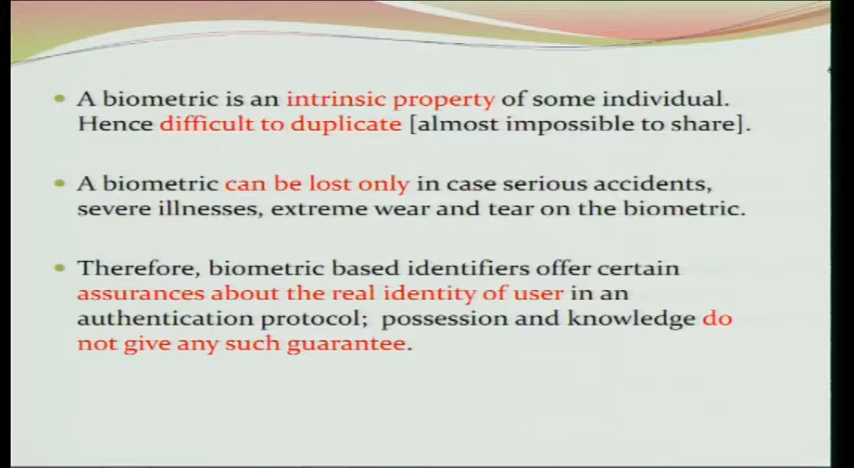 A biometric is an intrinsic property of some individual.
Hence difficult to duplicate [almost impossible to share].
A biometric can be lost only in case serious accidents,
severe illnesses, extreme wear and tear on the biometric.
Therefore, biometric based identifiers offer certain
assurances about the real identity of user in an
authentication protocol; possession and knowledge do
not give any such guarantee.